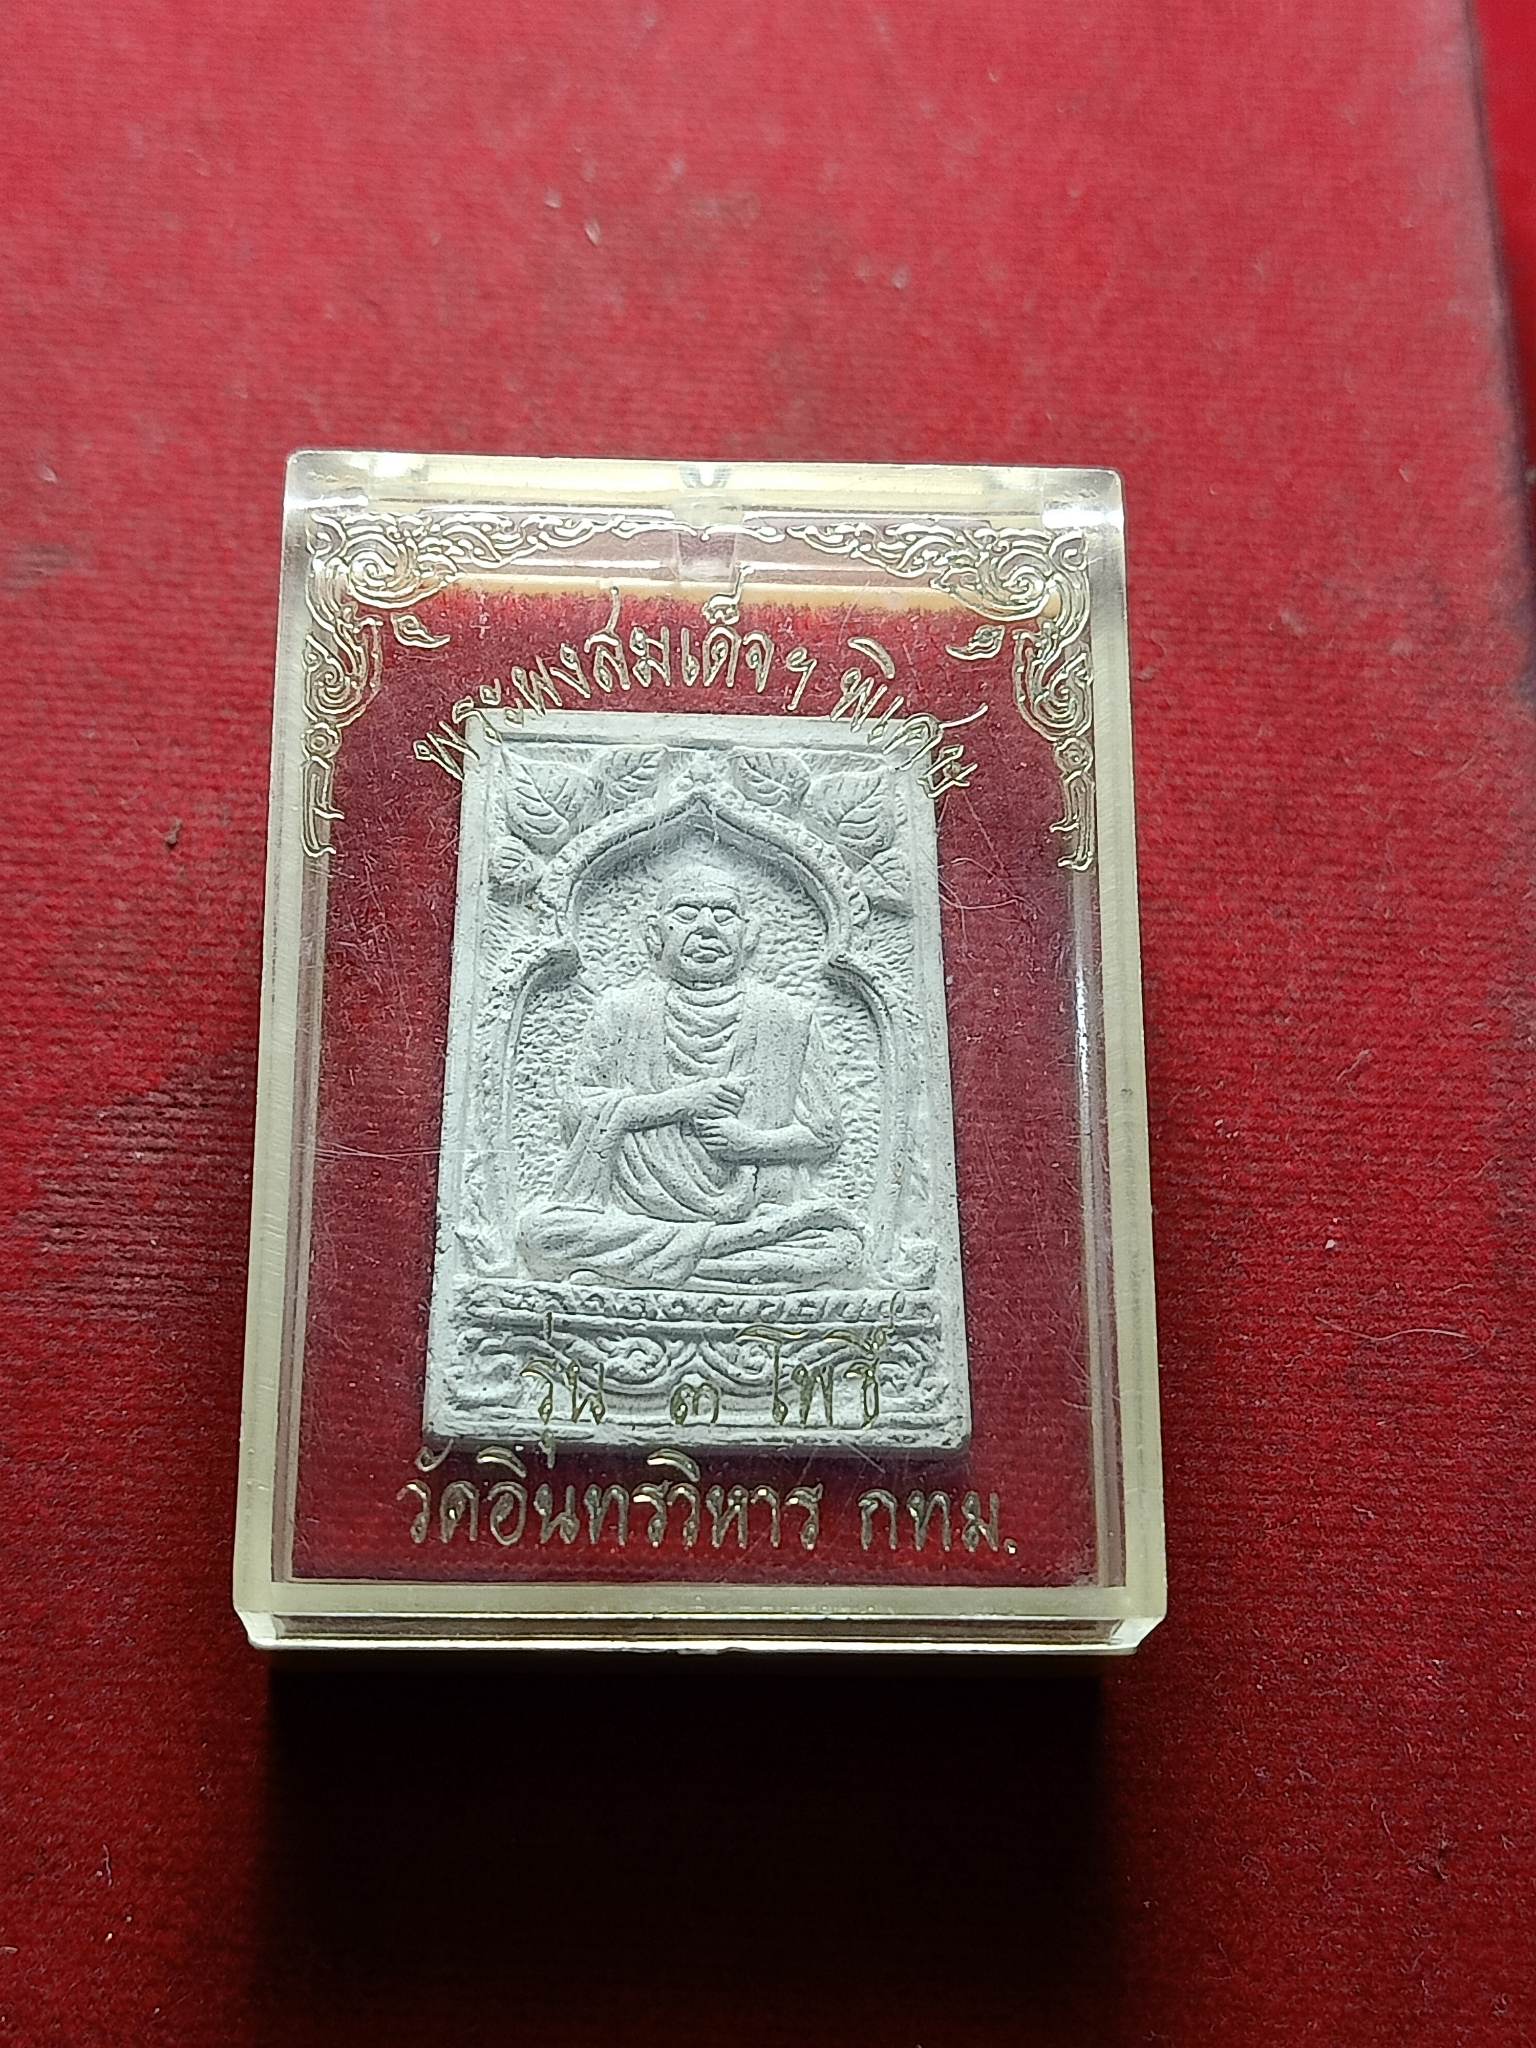 พระผงสมเด็จฯ พิเศษ
รุ่น ๓ โพธิ์
วัดอินทรวิหาร กทม.